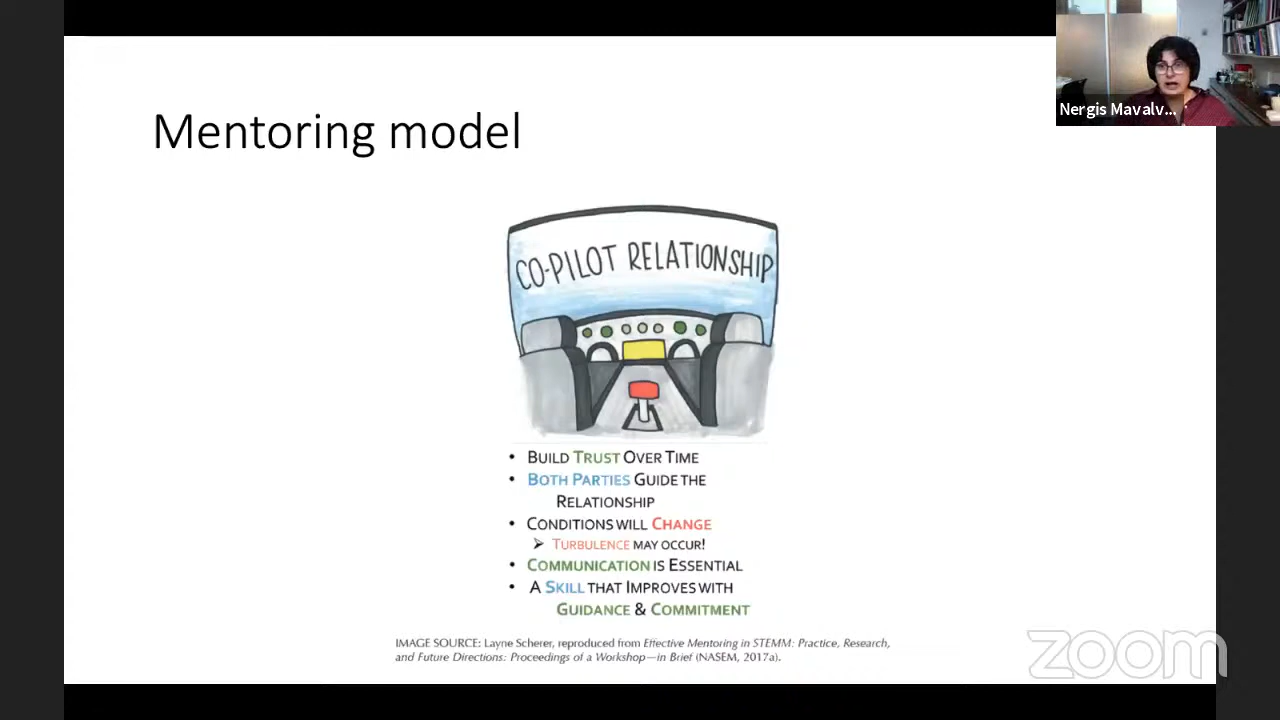 Nergis Mavalv...
Mentoring model
CO-PILOT RELATIONSHIP
• BUILD TRUST OVER TIME
• BOTH PARTIES GUIDE THE
RELATIONSHIP
• CONDITIONS WILL CHANGE
➢ TURBULENCE MAY OCCUR!
• COMMUNICATION IS ESSENTIAL
• A SKILL THAT IMPROVES WITH
GUIDANCE & COMMITMENT
IMAGE SOURCE: Layne Scherer, reproduced from Effective Mentoring in STEMM: Practice, Research,
and Future Directions: Proceedings of a Workshop—in Brief (NASEM, 2017a).
zoom